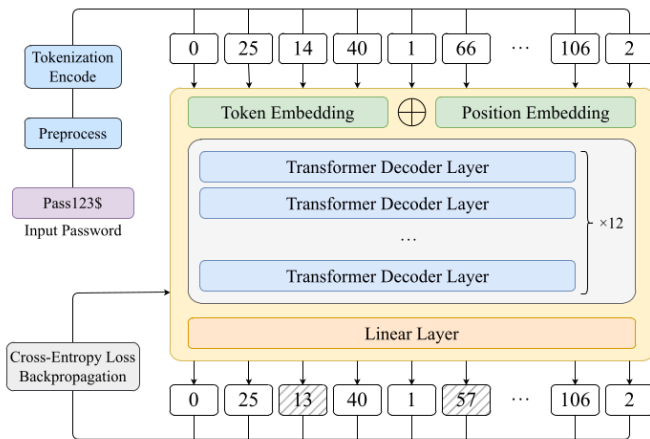 0 25 14 40 1 66 ··· 106 2
Tokenization
Encode
Token Embedding
Position Embedding
Preprocess
Transformer Decoder Layer
Transformer Decoder Layer
...
Transformer Decoder Layer
×12
Pass123$
Input Password
Linear Layer
Cross-Entropy Loss
Backpropagation
0 25 13 40 1 57 ··· 106 2